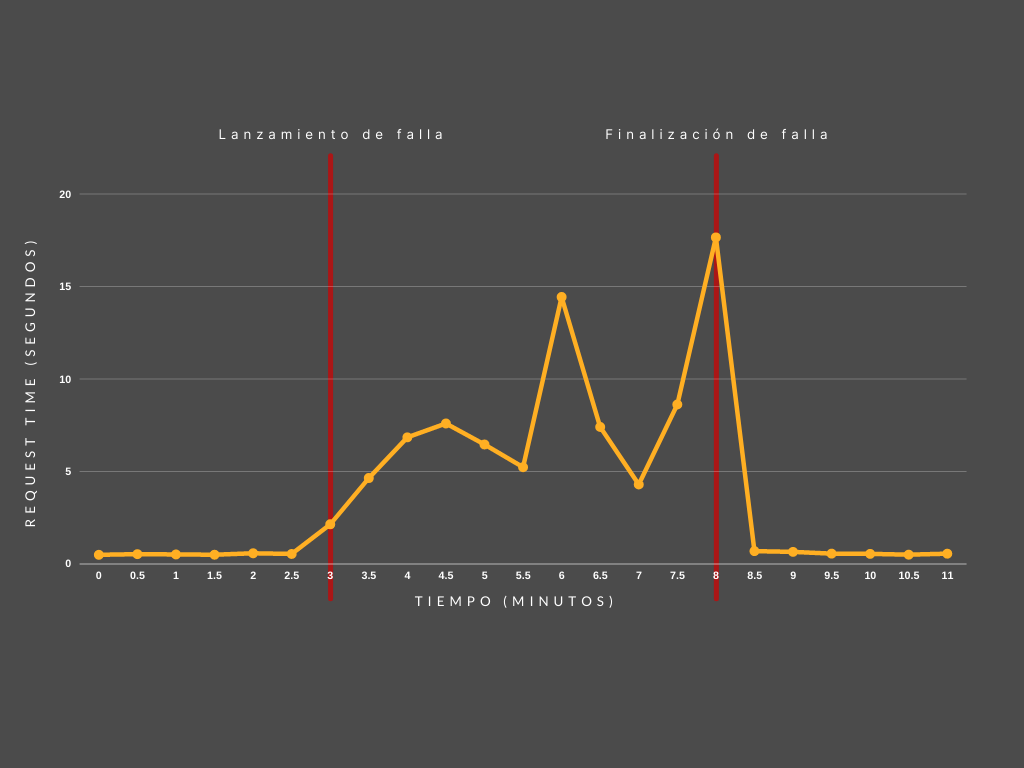 Lanzamiento de falla
Finalización de falla
20
15
10
5
0
REQUEST TIME (SEGUNDOS)
0 0.5 1 1.5 2 2.5 3 3.5 4 4.5 5 5.5 6 6.5 7 7.5 8 8.5 9 9.5 10 10.5 11
TIEMPO (MINUTOS)